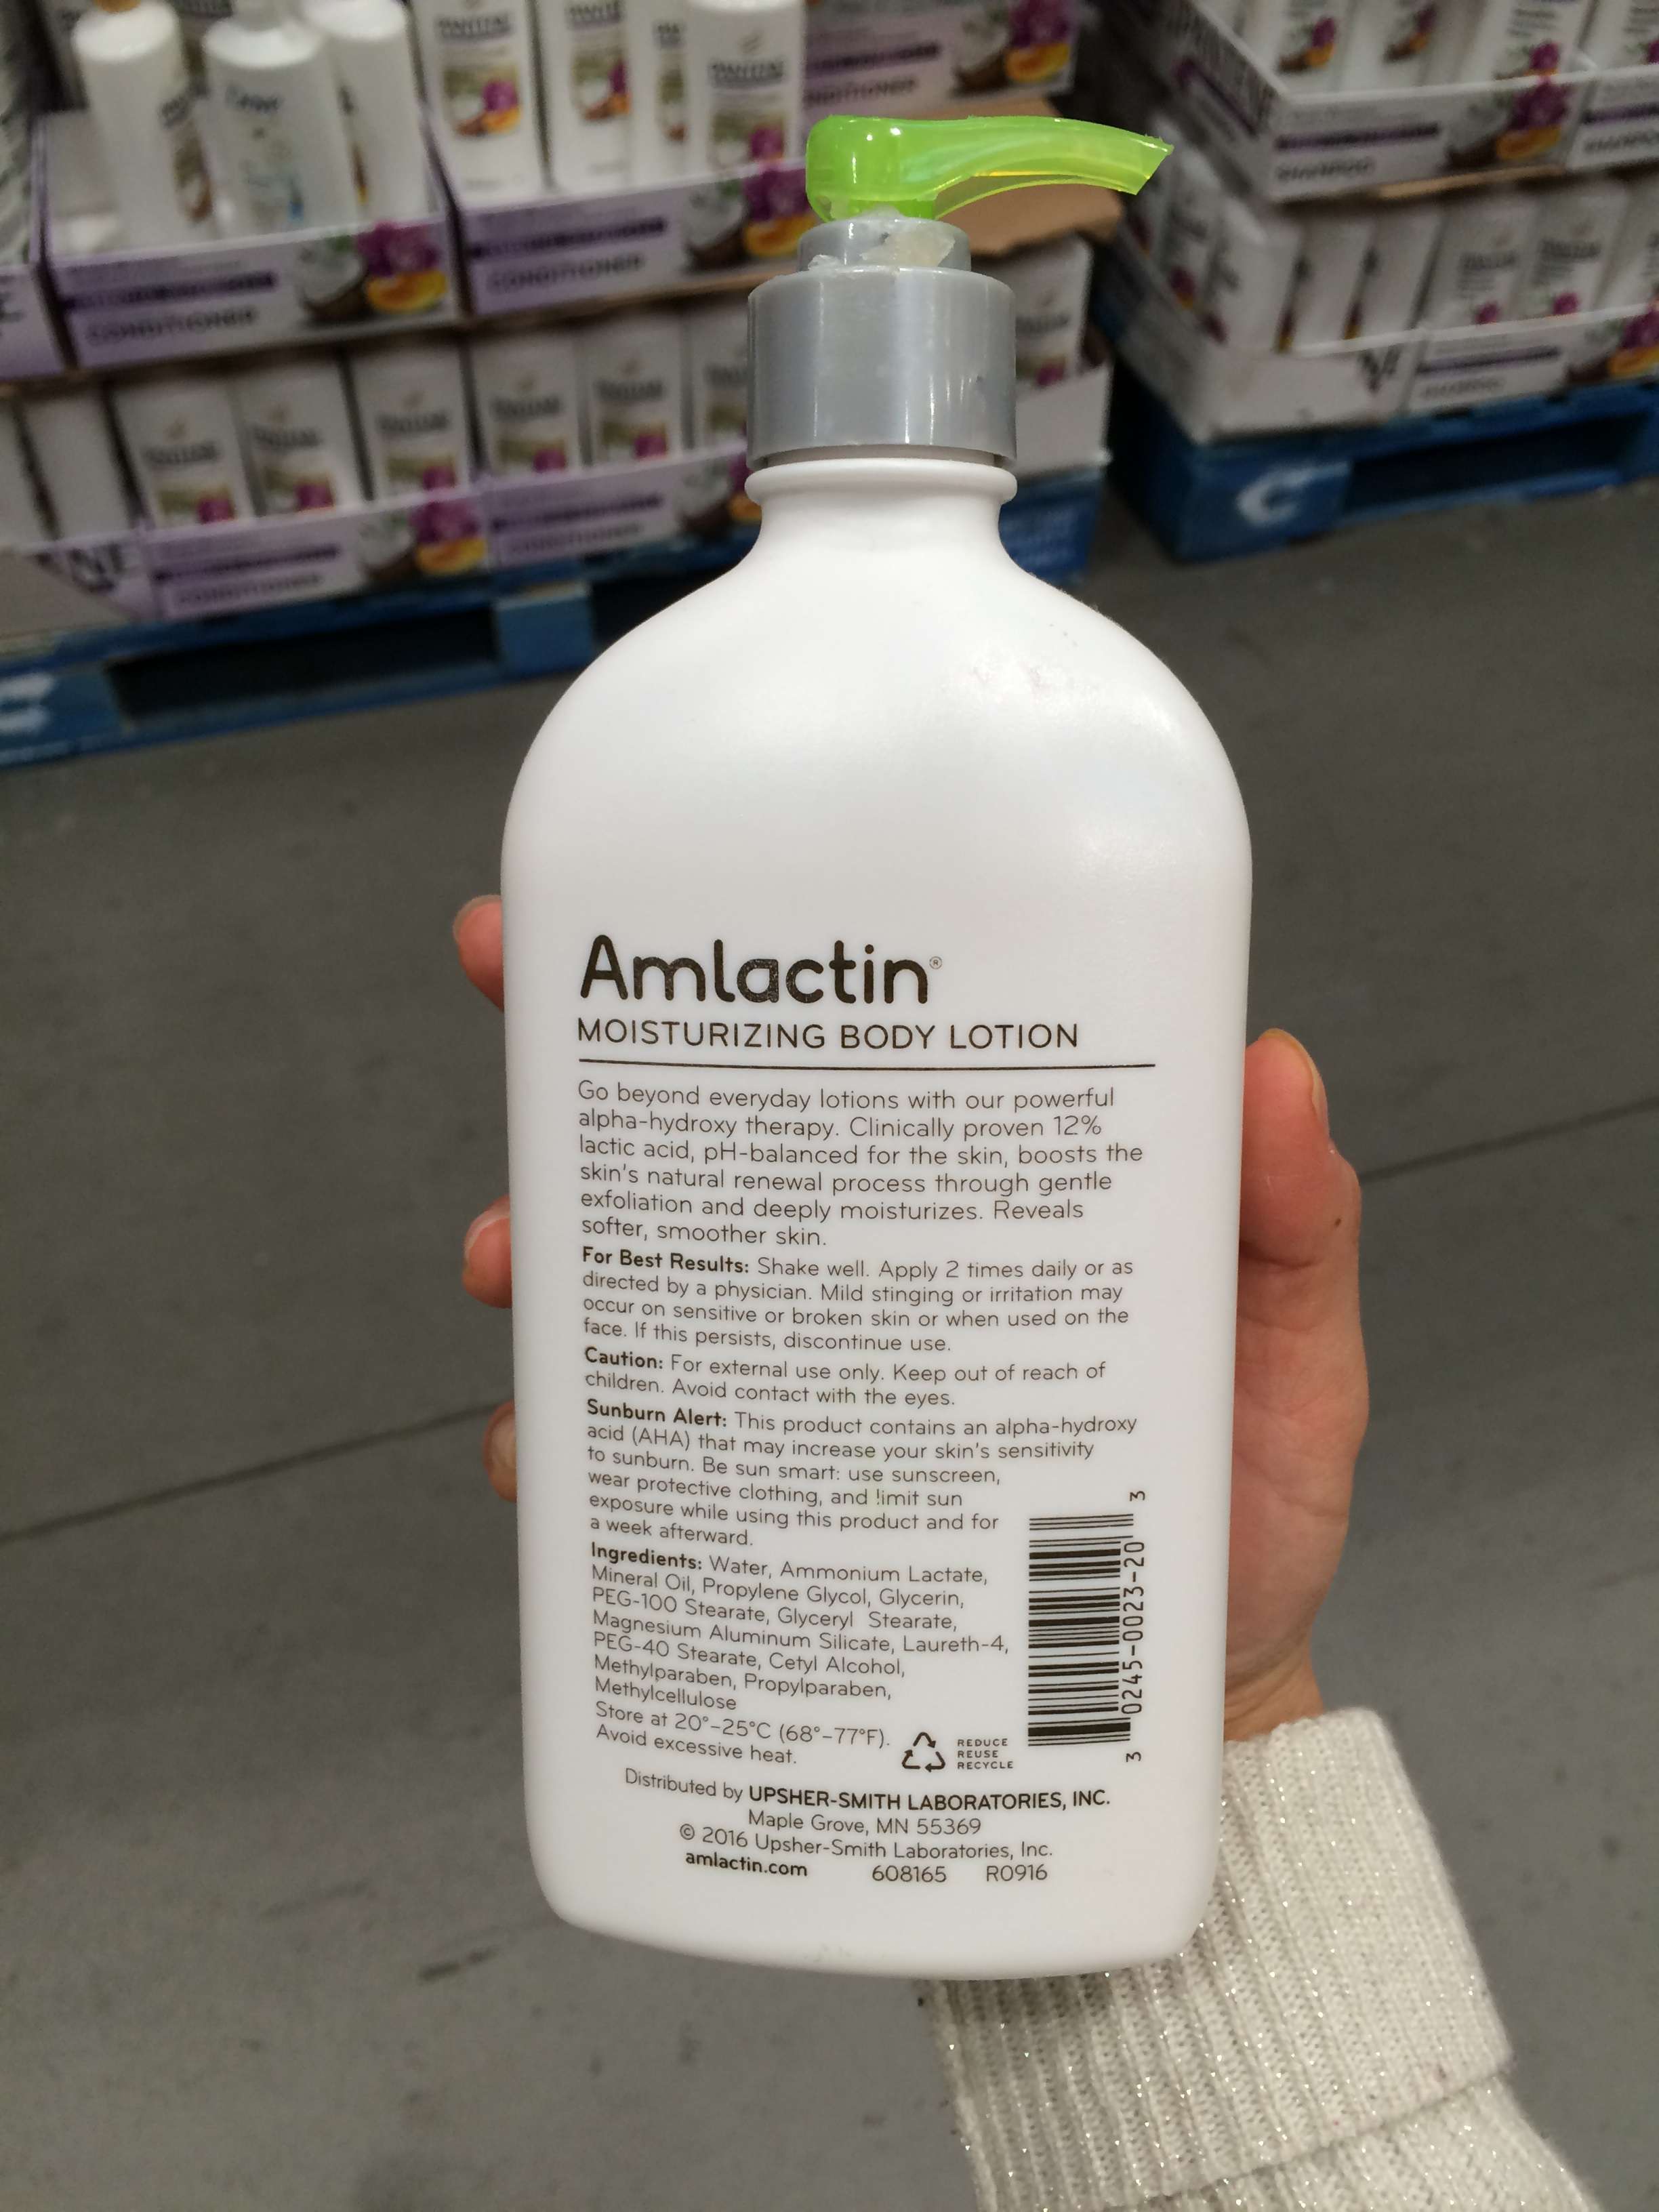 Amlactin®
MOISTURIZING BODY LOTION
Go beyond everyday lotions with our powerful
alpha-hydroxy therapy. Clinically proven 12%
lactic acid, pH-balanced for the skin, boosts the
skin's natural renewal process through gentle
exfoliation and deeply moisturizes. Reveals
softer, smoother skin.
For Best Results: Shake well. Apply 2 times daily or as
directed by a physician. Mild stinging or irritation may
occur on sensitive or broken skin or when used on the
face. If this persists, discontinue use.
Caution: For external use only. Keep out of reach of
children. Avoid contact with the eyes.
Sunburn Alert: This product contains an alpha-hydroxy
acid (AHA) that may increase your skin's sensitivity
to sunburn. Be sun smart: use sunscreen,
wear protective clothing, and limit sun
exposure while using this product and for
a week afterward.
Ingredients: Water, Ammonium Lactate,
Mineral Oil, Propylene Glycol, Glycerin,
PEG-100 Stearate, Glyceryl Stearate,
Magnesium Aluminum Silicate, Laureth-4,
PEG-40 Stearate, Cetyl Alcohol,
Methylparaben, Propylparaben,
Methylcellulose
Store at 20°-25°C (68°-77°F).
Avoid excessive heat.
REDUCE
REUSE
RECYCLE
3 0245-0023-20 3
Distributed by UPSHER-SMITH LABORATORIES, INC.
Maple Grove, MN 55369
© 2016 Upsher-Smith Laboratories, Inc.
amlactin.com 608165 R0916
CONDITIONER
CONDITIONER
CONDITIONER
CONDITIONER
CONDITIONER
SHAMPOO